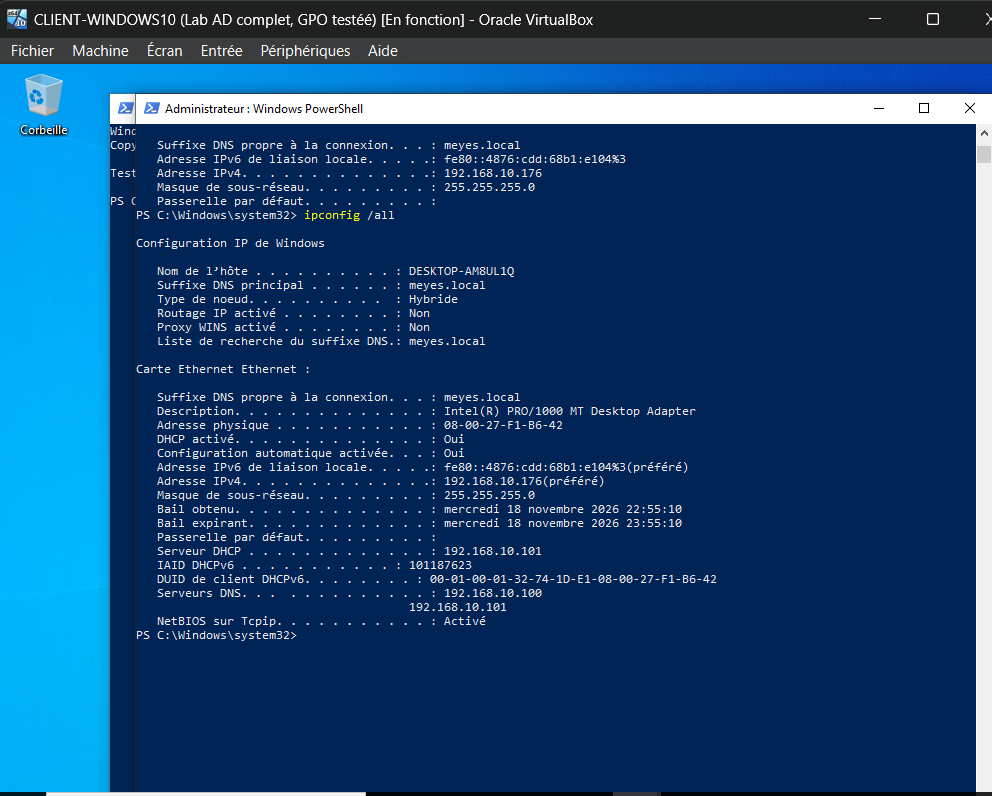 CLIENT-WINDOWS10 (Lab AD complet, GPO testéé) [En fonction] - Oracle VirtualBox
Fichier Machine Écran Entrée Périphériques Aide
Corbeille
Administrateur : Windows PowerShell
Wind
Copy
Test
PS C
Suffixe DNS propre à la connexion. . . : meyes.local
Adresse IPv6 de liaison locale. . . . .: fe80::4876:cdd:68b1:e104%3
Adresse IPv4. . . . . . . . . . . . . .: 192.168.10.176
Masque de sous-réseau. . . . . . . . . : 255.255.255.0
Passerelle par défaut. . . . . . . . . :
PS C:\Windows\system32> ipconfig /all
Configuration IP de Windows
Nom de l’hôte . . . . . . . . . . : DESKTOP-AM8UL1Q
Suffixe DNS principal . . . . . . : meyes.local
Type de noeud. . . . . . . . . .  : Hybride
Routage IP activé . . . . . . . . : Non
Proxy WINS activé . . . . . . . . : Non
Liste de recherche du suffixe DNS.: meyes.local
Carte Ethernet Ethernet :
Suffixe DNS propre à la connexion. . . : meyes.local
Description. . . . . . . . . . . . . . : Intel(R) PRO/1000 MT Desktop Adapter
Adresse physique . . . . . . . . . . . : 08-00-27-F1-B6-42
DHCP activé. . . . . . . . . . . . . . : Oui
Configuration automatique activée. . . : Oui
Adresse IPv6 de liaison locale. . . . .: fe80::4876:cdd:68b1:e104%3(préféré)
Adresse IPv4. . . . . . . . . . . . . .: 192.168.10.176(préféré)
Masque de sous-réseau. . . . . . . . . : 255.255.255.0
Bail obtenu. . . . . . . . . . . . . . : mercredi 18 novembre 2026 22:55:10
Bail expirant. . . . . . . . . . . . . : mercredi 18 novembre 2026 23:55:10
Passerelle par défaut. . . . . . . . . :
Serveur DHCP . . . . . . . . . . . . . : 192.168.10.101
IAID DHCPv6 . . . . . . . . . . . : 101187623
DUID de client DHCPv6. . . . . . . . : 00-01-00-01-32-74-1D-E1-08-00-27-F1-B6-42
Serveurs DNS. . .  . . . . . . . . . . : 192.168.10.100
192.168.10.101
NetBIOS sur Tcpip. . . . . . . . . . . : Activé
PS C:\Windows\system32>